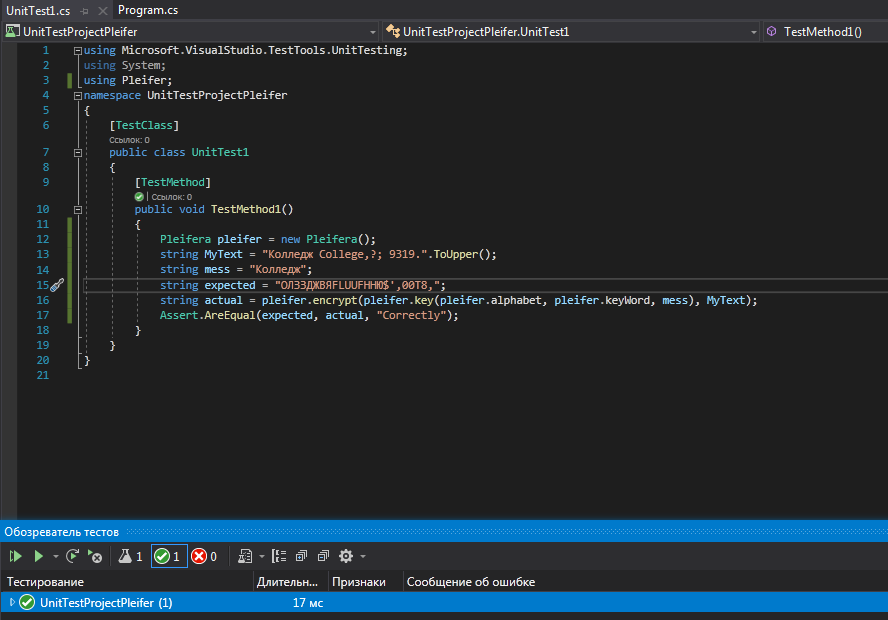 UnitTest1.cs Program.cs
UnitTestProjectPleifer UnitTestProjectPleifer.UnitTest1 TestMethod1()
1 using Microsoft.VisualStudio.TestTools.UnitTesting;
2 using System;
3 using Pleifer;
4 namespace UnitTestProjectPleifer
5 {
6 [TestClass]
Ссылок: 0
7 public class UnitTest1
8 {
9 [TestMethod]
| Ссылок: 0
10 public void TestMethod1()
11 {
12 Pleifera pleifer = new Pleifera();
13 string MyText = "Колледж College,?; 9319.".ToUpper();
14 string mess = "Колледж";
15 string expected = "ОЛЗЗДЖВЯFLUUFHHЮ$',00T8,";
16 string actual = pleifer.encrypt(pleifer.key(pleifer.alphabet, pleifer.keyWord, mess), MyText);
17 Assert.AreEqual(expected, actual, "Correctly");
18 }
19 }
20 }
21
Обозреватель тестов
1 1 0
Тестирование Длительн... Признаки Сообщение об ошибке
UnitTestProjectPleifer (1) 17 мс